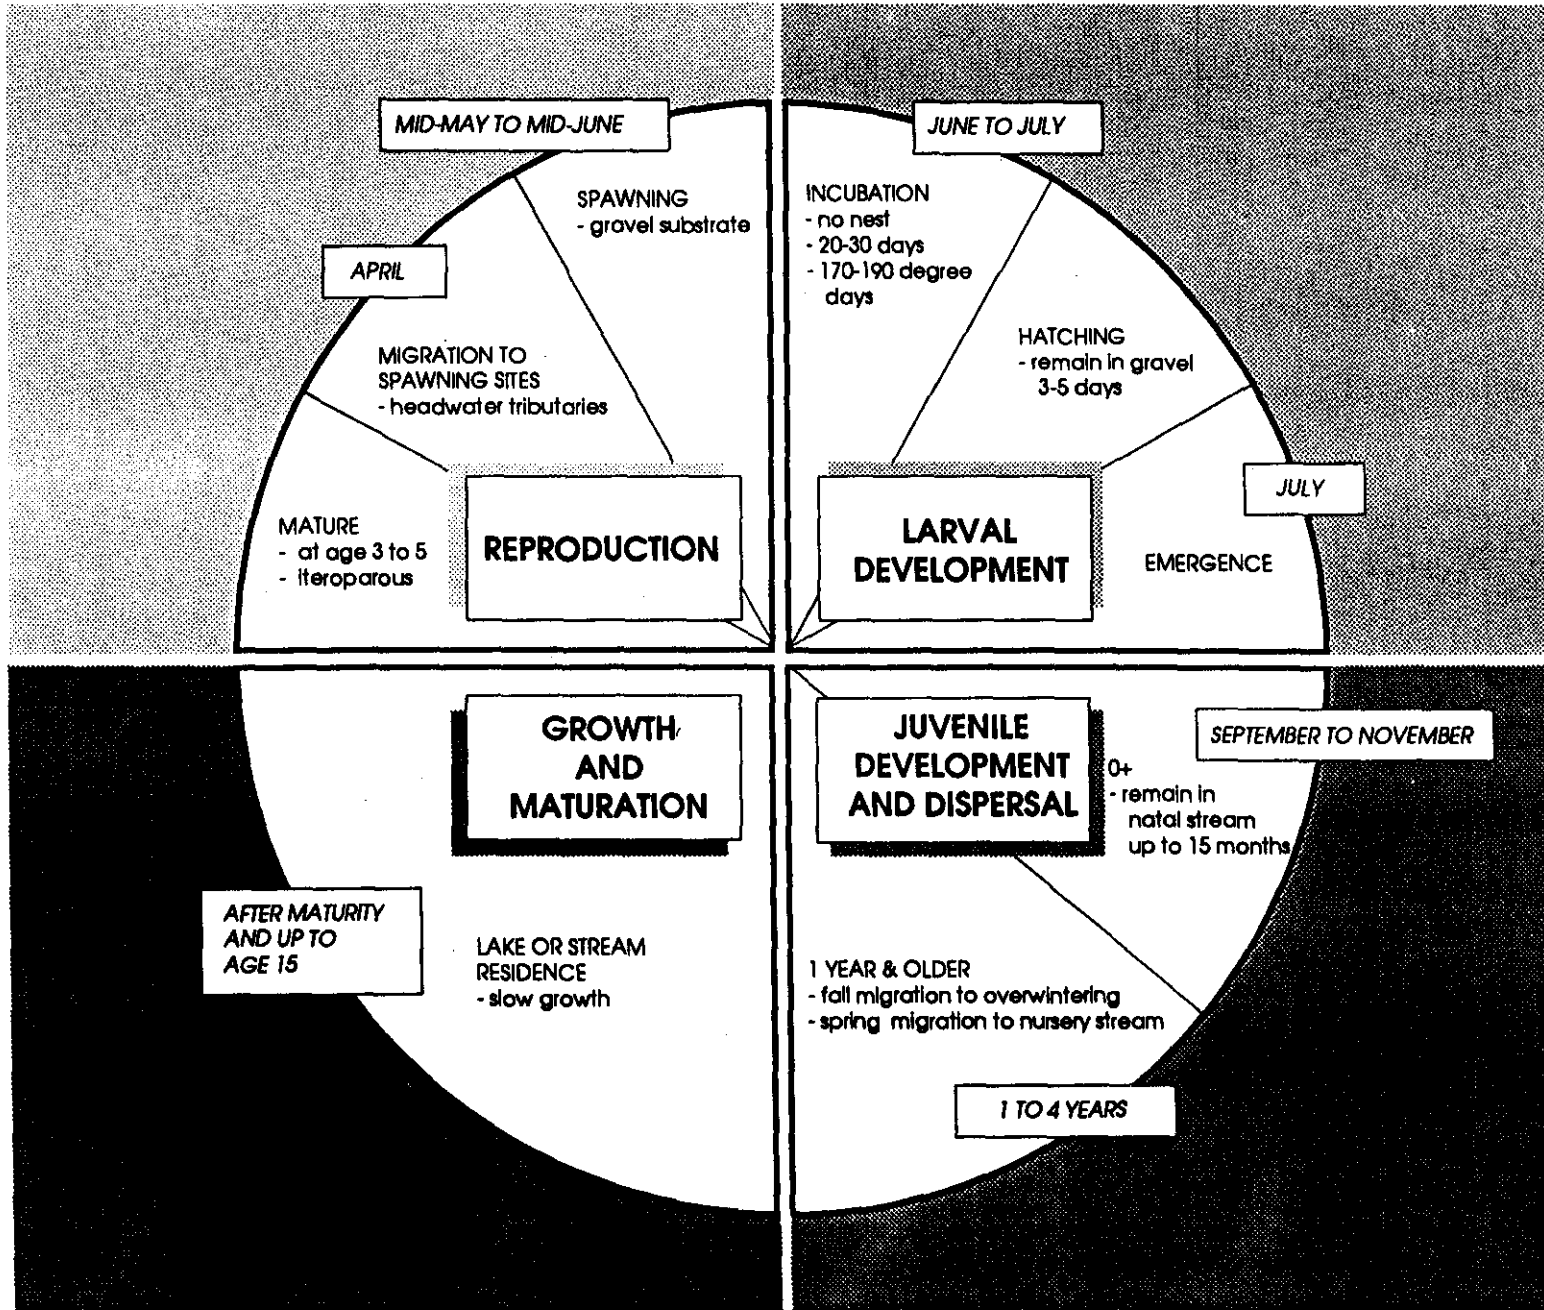 MID-MAY TO MID-JUNE
SPAWNING
- gravel substrate
APRIL
MIGRATION TO
SPAWNING SITES
- headwater tributaries
MATURE
- at age 3 to 5
- iteroparous
REPRODUCTION
JUNE TO JULY
INCUBATION
- no nest
- 20-30 days
- 170-190 degree
days
HATCHING
- remain in gravel
3-5 days
JULY
EMERGENCE
LARVAL
DEVELOPMENT
GROWTH
AND
MATURATION
AFTER MATURITY
AND UP TO
AGE 15
LAKE OR STREAM
RESIDENCE
- slow growth
JUVENILE
DEVELOPMENT
AND DISPERSAL
SEPTEMBER TO NOVEMBER
0+
- remain in
natal stream
up to 15 months
1 YEAR & OLDER
- fall migration to overwintering
- spring migration to nursery stream
1 TO 4 YEARS